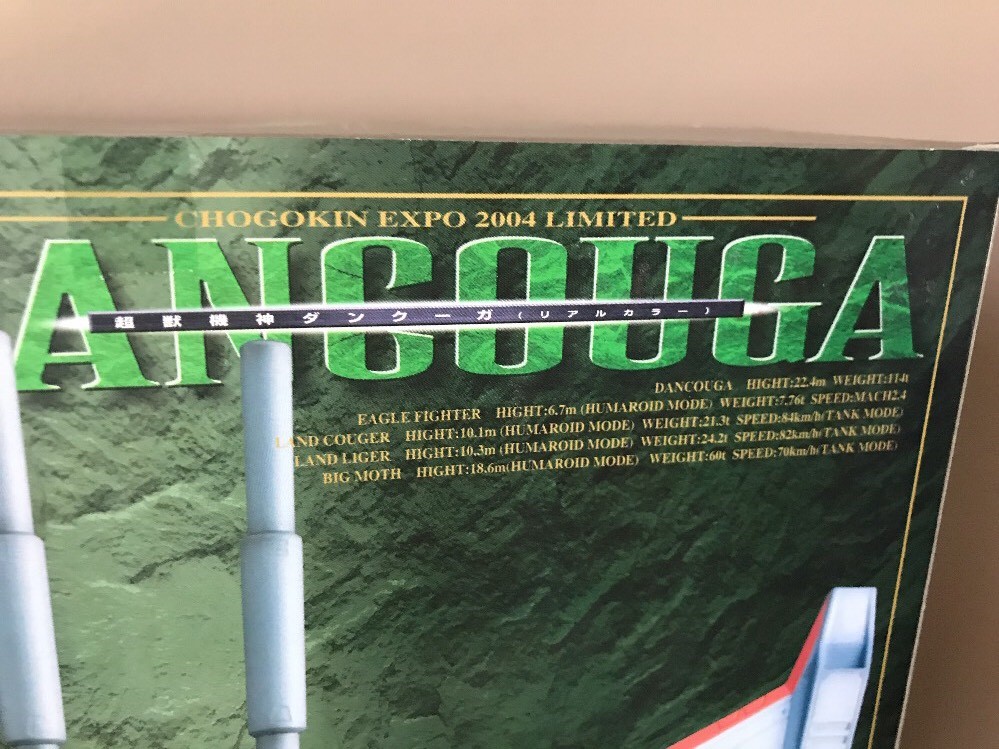 CHOGOKIN EXPO 2004 LIMITED
ANCOUGA
超獣機神ダンクーガ(リアルカラー)
DANCOUGA HIGHT:22.4m WEIGHT:114t
EAGLE FIGHTER HIGHT:6.7m (HUMAROID MODE) WEIGHT:7.76t SPEED:MACH2.4
LAND COUGER HIGHT:10.1m (HUMAROID MODE) WEIGHT:21.3t SPEED:84km/h(TANK MODE)
LAND LIGER HIGHT:10.3m (HUMAROID MODE) WEIGHT:24.2t SPEED:82km/h(TANK MODE)
BIG MOTH HIGHT:18.6m(HUMAROID MODE) WEIGHT:60t SPEED:70km/h(TANK MODE)